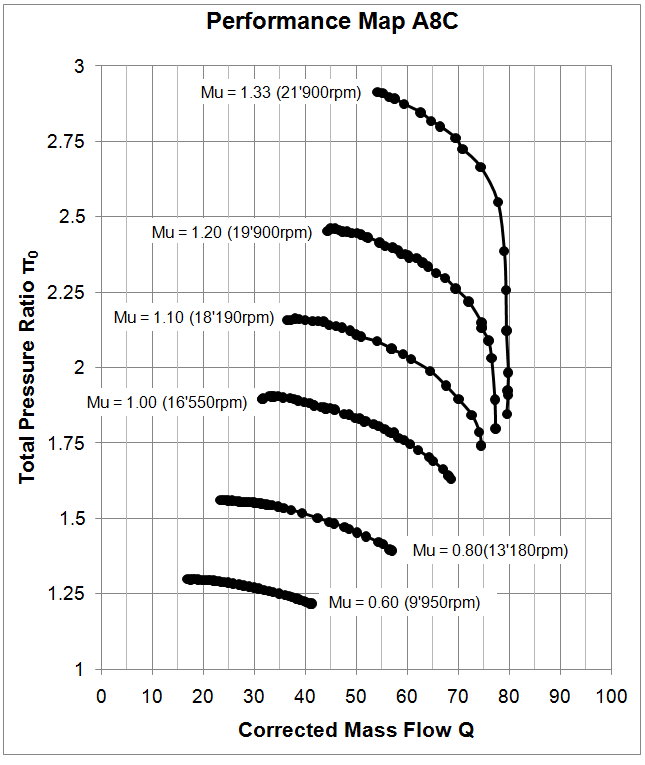 Performance Map A8C
Total Pressure Ratio π₀
3
2.75
2.5
2.25
2
1.75
1.5
1.25
1
Mu = 1.33 (21'900rpm)
Mu = 1.20 (19'900rpm)
Mu = 1.10 (18'190rpm)
Mu = 1.00 (16'550rpm)
Mu = 0.80(13'180rpm)
Mu = 0.60 (9'950rpm)
0 10 20 30 40 50 60 70 80 90 100
Corrected Mass Flow Q